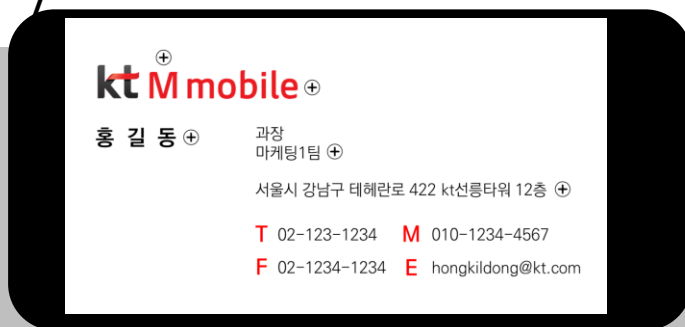 kt M mobile
홍 길 동
과장
마케팅1팀
서울시 강남구 테헤란로 422 kt선릉타워 12층
T 02-123-1234 M 010-1234-4567
F 02-1234-1234 E hongkildong@kt.com